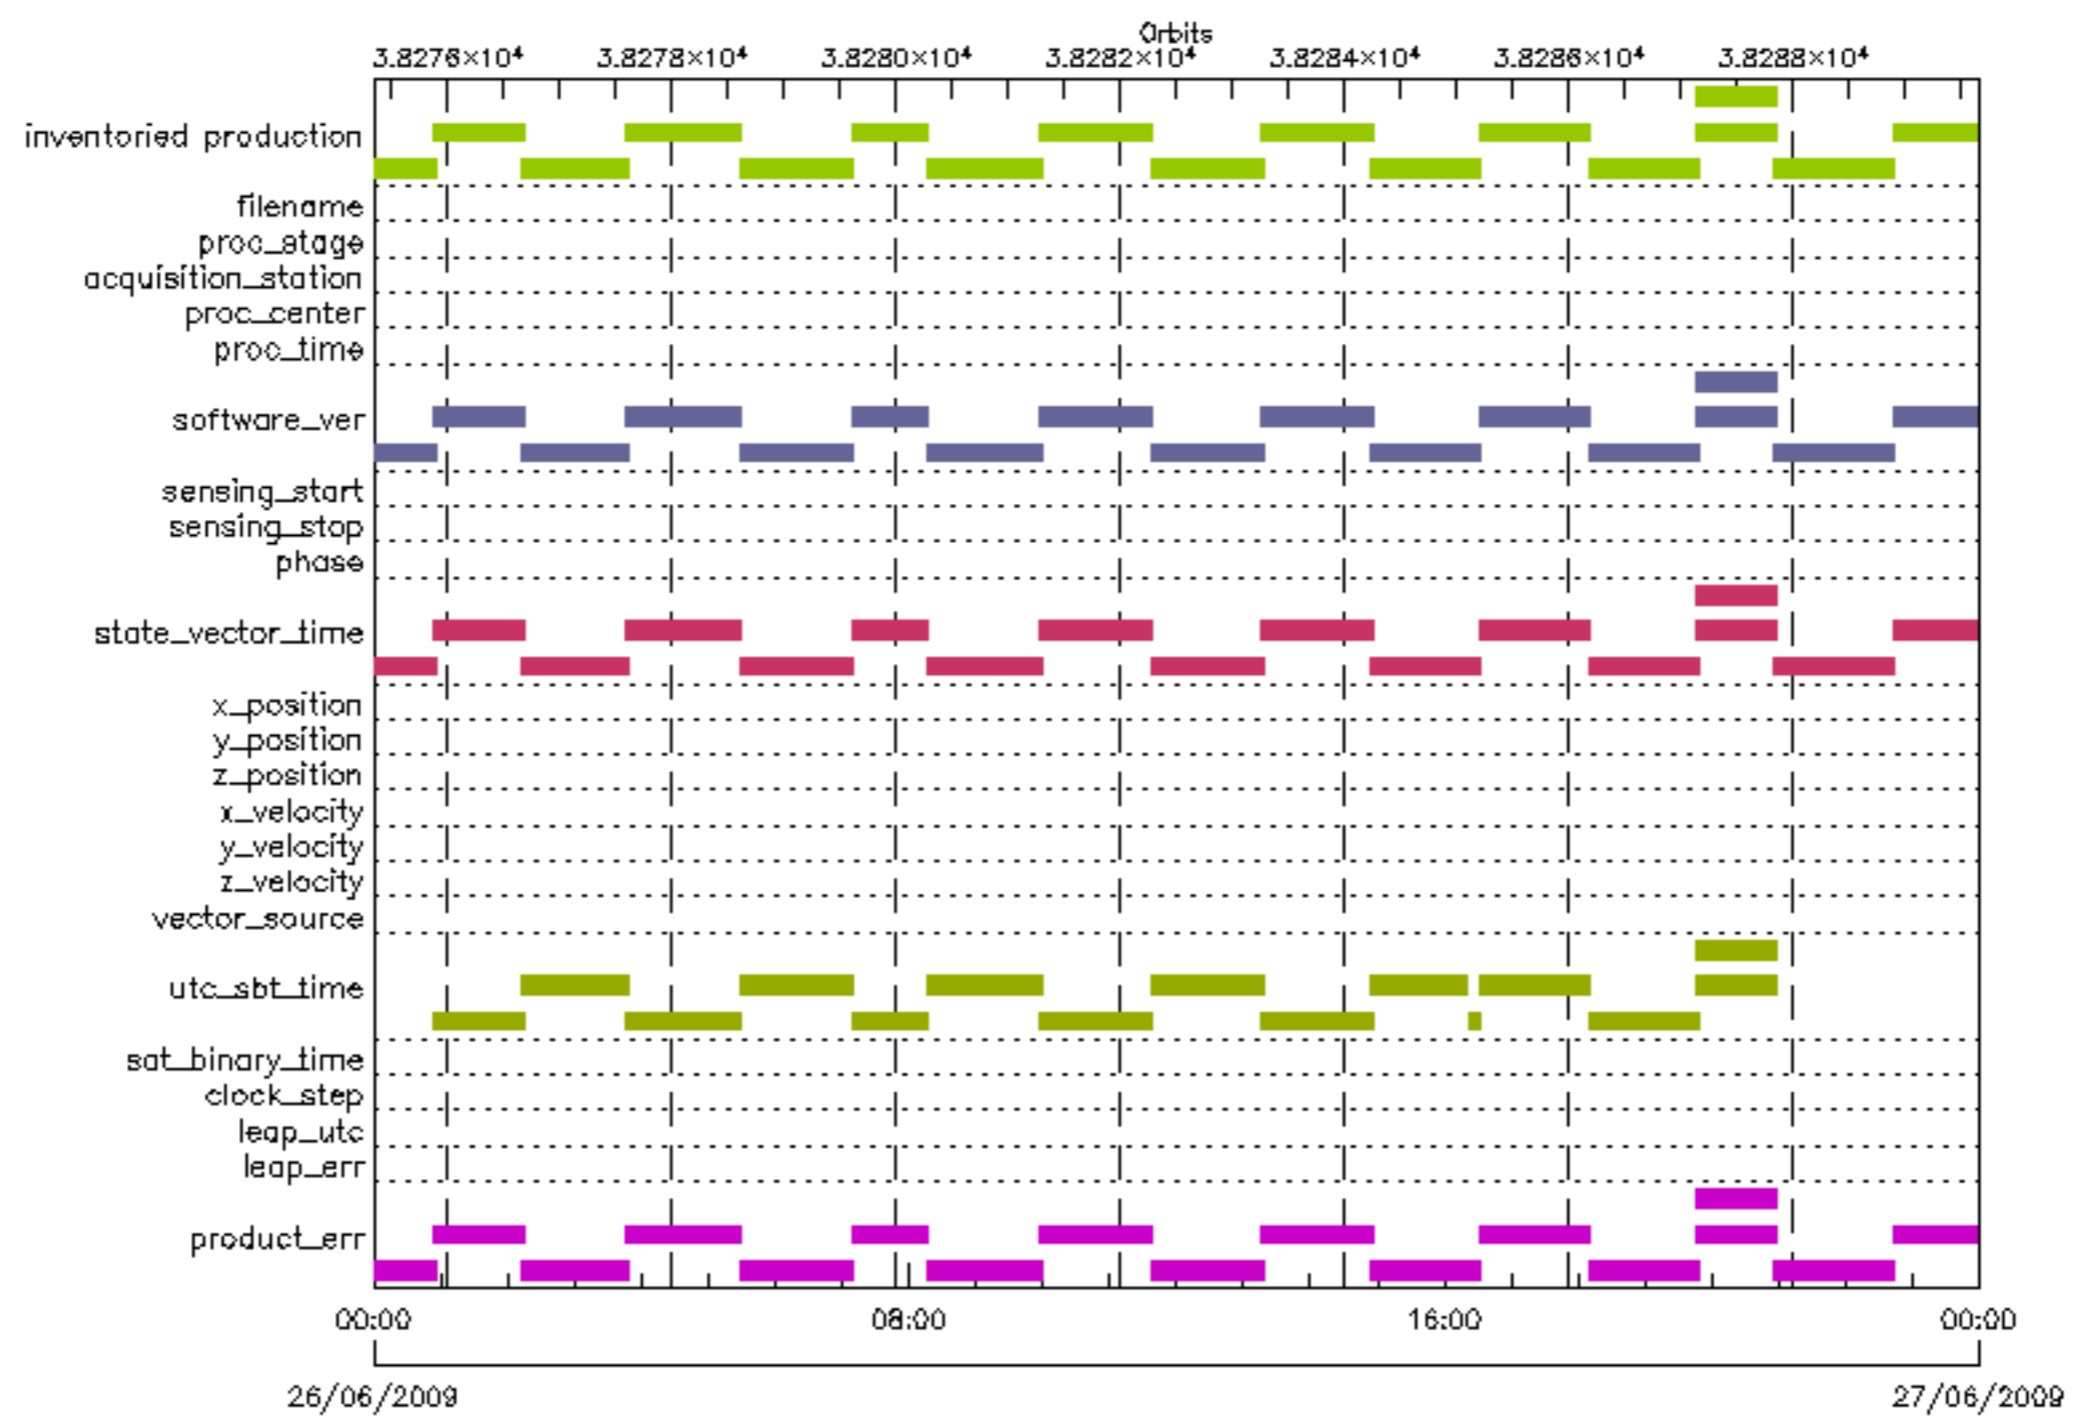 Orbits
3.8276×10⁴ 3.8278×10⁴ 3.8280×10⁴ 3.8282×10⁴ 3.8284×10⁴ 3.8286×10⁴ 3.8288×10⁴
inventoried production
filename
proc_stage
acquisition_station
proc_center
proc_time
software_ver
sensing_start
sensing_stop
phase
state_vector_time
x_position
y_position
z_position
x_velocity
y_velocity
z_velocity
vector_source
utc_sbt_time
sat_binary_time
clock_step
leap_utc
leap_err
product_err
00:00 08:00 16:00 00:00
26/06/2009 27/06/2009